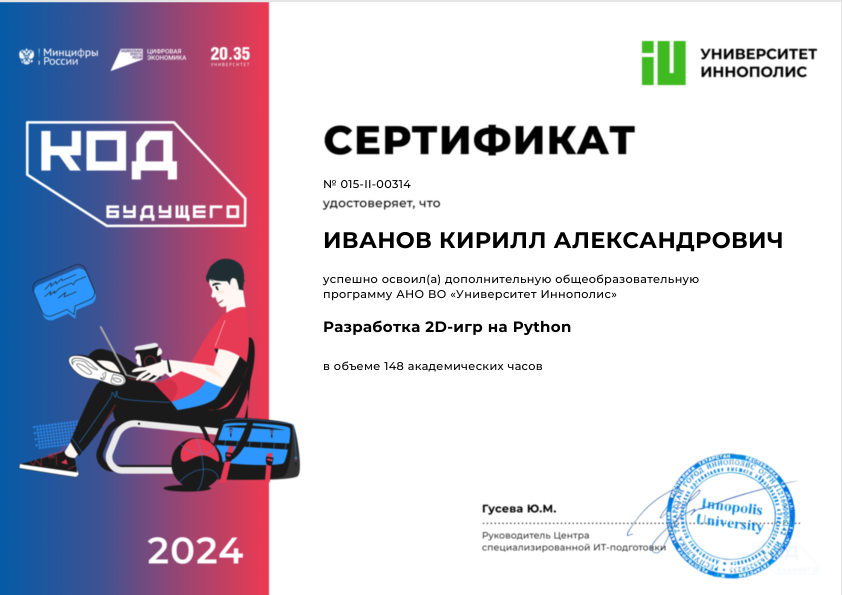 Минцифры
России
ЦИФРОВАЯ
ЭКОНОМИКА
20.35
УНИВЕРСИТЕТ
УНИВЕРСИТЕТ
ИННОПОЛИС
КОД
БУДУЩЕГО
СЕРТИФИКАТ
№ 015-II-00314
удостоверяет, что
ИВАНОВ КИРИЛЛ АЛЕКСАНДРОВИЧ
успешно освоил(а) дополнительную общеобразовательную
программу АНО ВО «Университет Иннополис»
Разработка 2D-игр на Python
в объеме 148 академических часов
Гусева Ю.М.
Руководитель Центра
специализированной ИТ-подготовки
Innopolis
University
2024